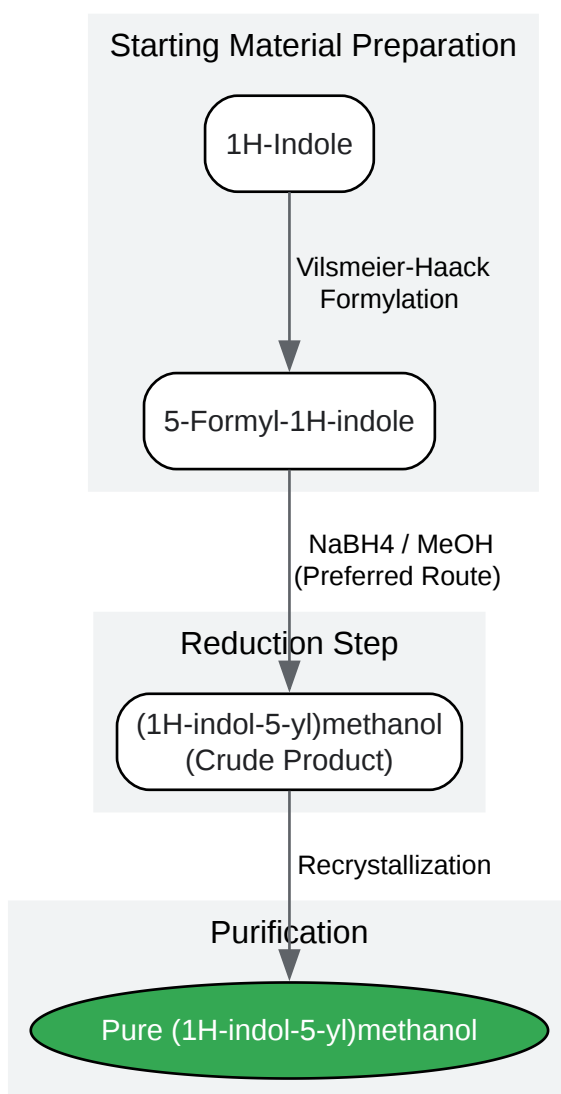 Starting Material Preparation
1H-Indole
Vilsmeier-Haack
Formylation
5-Formyl-1H-indole
NaBH4 / MeOH
(Preferred Route)
Reduction Step
(1H-indol-5-yl)methanol
(Crude Product)
Recrystallization
Purification
Pure (1H-indol-5-yl)methanol